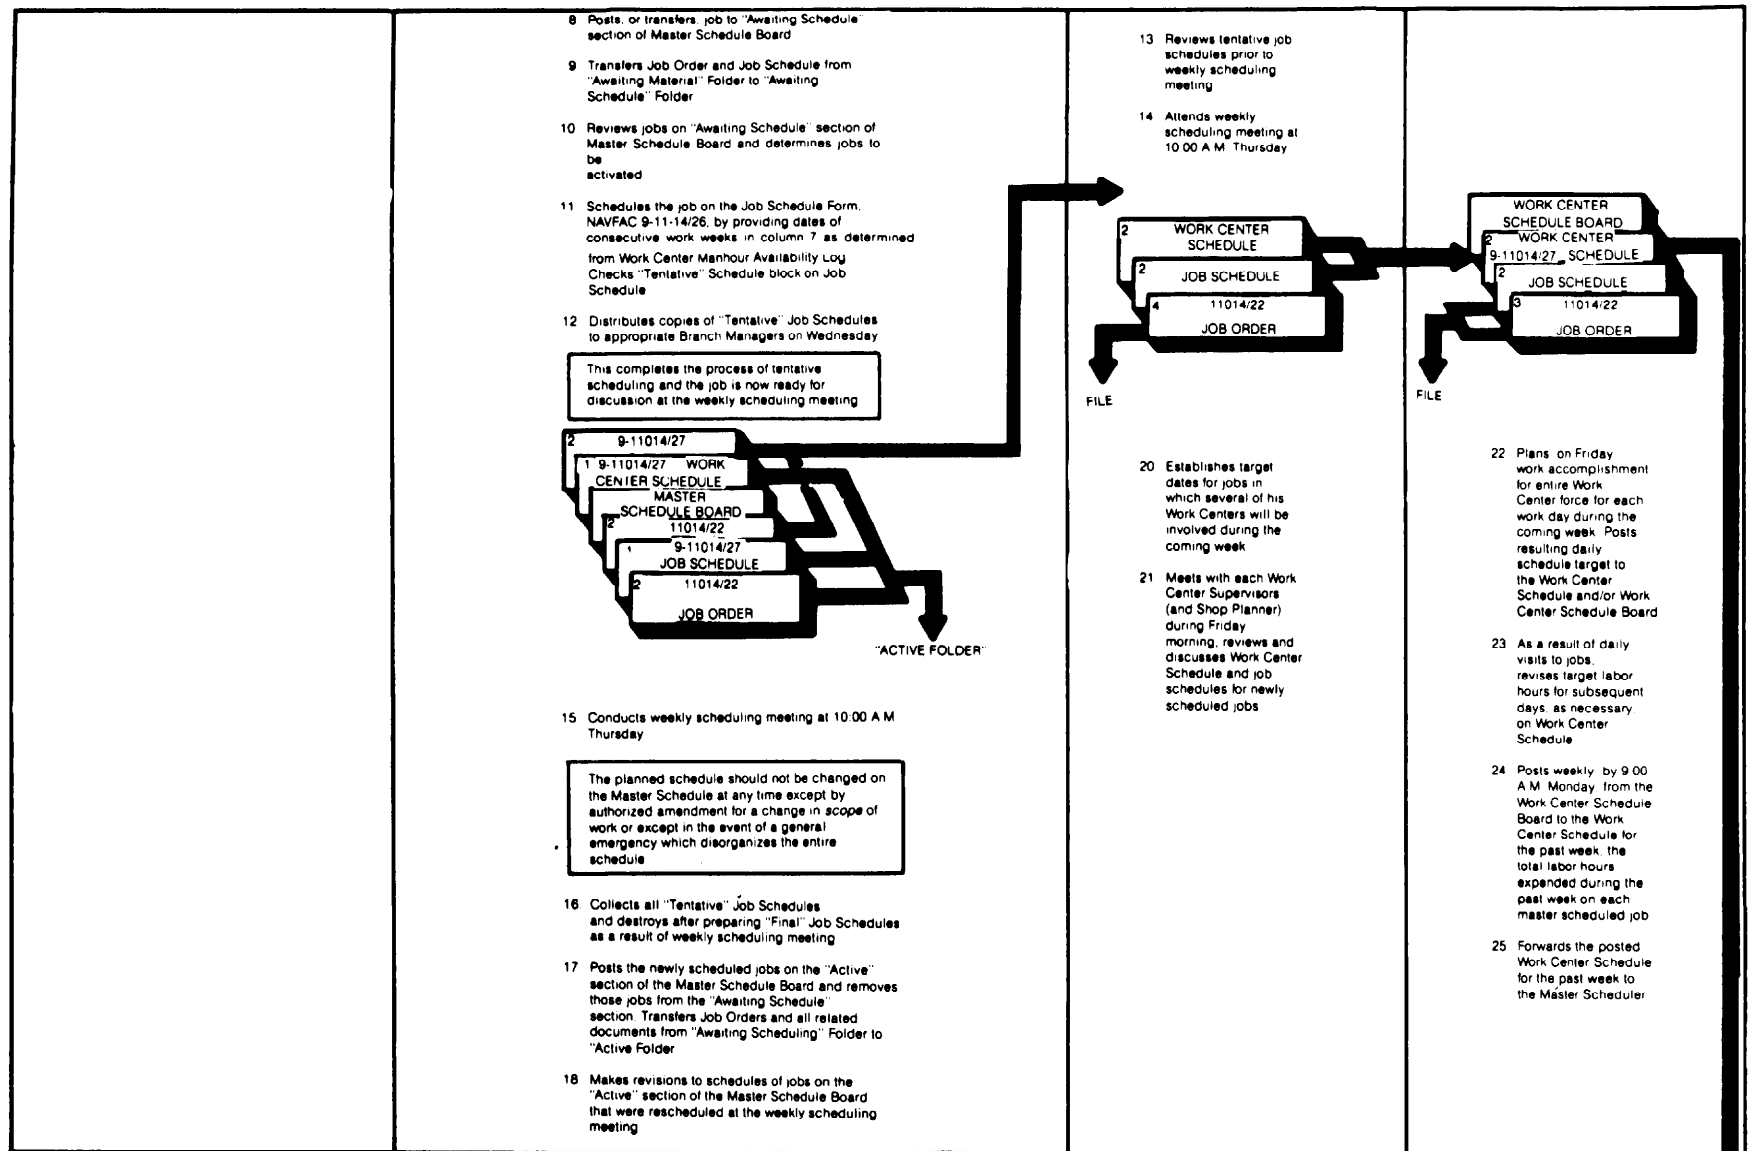 8 Posts, or transfers, job to "Awaiting Schedule"
section of Master Schedule Board
9 Transfers Job Order and Job Schedule from
"Awaiting Material" Folder to "Awaiting
Schedule" Folder
10 Reviews jobs on "Awaiting Schedule" section of
Master Schedule Board and determines jobs to
be
activated
11 Schedules the job on the Job Schedule Form,
NAVFAC 9-11-14/26, by providing dates of
consecutive work weeks in column 7 as determined
from Work Center Manhour Availability Log
Checks "Tentative" Schedule block on Job
Schedule
12 Distributes copies of "Tentative" Job Schedules
to appropriate Branch Managers on Wednesday
This completes the process of tentative
scheduling and the job is now ready for
discussion at the weekly scheduling meeting
2 9-11014/27
1 9-11014/27 WORK
CENTER SCHEDULE
MASTER
SCHEDULE BOARD
2 11014/22
1 9-11014/27
JOB SCHEDULE
2 11014/22
JOB ORDER
"ACTIVE FOLDER"
15 Conducts weekly scheduling meeting at 10:00 A M
Thursday
The planned schedule should not be changed on
the Master Schedule at any time except by
authorized amendment for a change in scope of
work or except in the event of a general
emergency which disorganizes the entire
schedule
16 Collects all "Tentative" Job Schedules
and destroys after preparing "Final" Job Schedules
as a result of weekly scheduling meeting
17 Posts the newly scheduled jobs on the "Active"
section of the Master Schedule Board and removes
those jobs from the "Awaiting Schedule"
section. Transfers Job Orders and all related
documents from "Awaiting Scheduling" Folder to
"Active Folder
18 Makes revisions to schedules of jobs on the
"Active" section of the Master Schedule Board
that were rescheduled at the weekly scheduling
meeting
13 Reviews tentative job
schedules prior to
weekly scheduling
meeting
14 Attends weekly
scheduling meeting at
10 00 A M Thursday
2 WORK CENTER
SCHEDULE
2 JOB SCHEDULE
4 11014/22
JOB ORDER
FILE
20 Establishes target
dates for jobs in
which several of his
Work Centers will be
involved during the
coming week
21 Meets with each Work
Center Supervisors
(and Shop Planner)
during Friday
morning, reviews and
discusses Work Center
Schedule and job
schedules for newly
scheduled jobs
WORK CENTER
SCHEDULE BOARD
2 WORK CENTER
9-11014/27 SCHEDULE
2 JOB SCHEDULE
3 11014/22
JOB ORDER
FILE
22 Plans on Friday
work accomplishment
for entire Work
Center force for each
work day during the
coming week Posts
resulting daily
schedule target to
the Work Center
Schedule and/or Work
Center Schedule Board
23 As a result of daily
visits to jobs,
revises target labor
hours for subsequent
days, as necessary
on Work Center
Schedule
24 Posts weekly by 9 00
A M Monday from the
Work Center Schedule
Board to the Work
Center Schedule for
the past week, the
total labor hours
expended during the
past week on each
master scheduled job
25 Forwards the posted
Work Center Schedule
for the past week to
the Master Scheduler